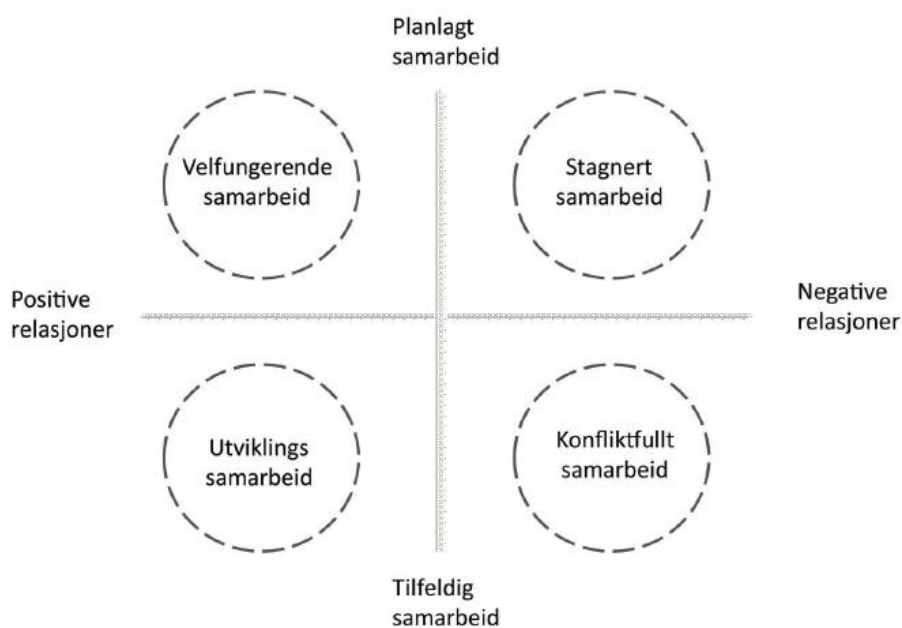 Planlagt
samarbeid
Velfungerende
samarbeid
Stagnert
samarbeid
Positive
relasjoner
Negative
relasjoner
Utviklings
samarbeid
Konfliktfullt
samarbeid
Tilfeldig
samarbeid